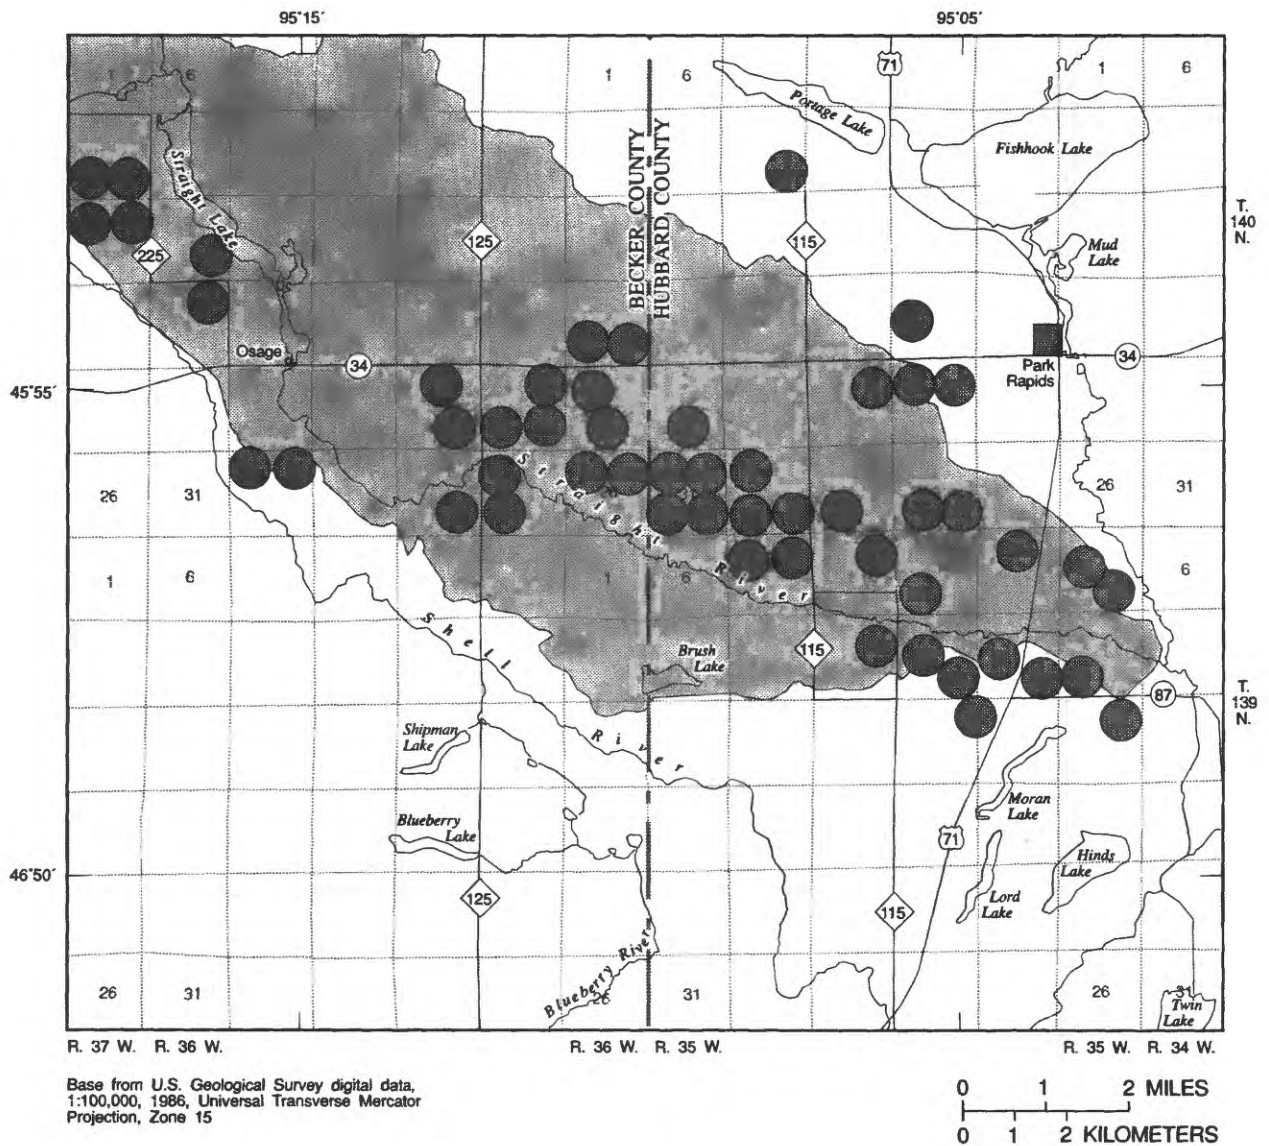 95°15′
95°05′
1
6
1
6
71
1
6
Portage Lake
Fishhook Lake
Straight Lake
BECKER COUNTY
HUBBARD COUNTY
T.
140
N.
225
125
115
Mud
Lake
Osage
34
Park
Rapids
34
45°55′
26
31
Straight River
26
26
31
1
6
1
6
6
Shell River
115
Brush
Lake
87
T.
139
N.
Shipman
Lake
Moran
Lake
Blueberry
Lake
71
Hinds
Lake
46°50′
125
115
Lord
Lake
Blueberry River
26
31
26
31
26
31
Twin
Lake
R. 37 W. R. 36 W.
R. 36 W. R. 35 W.
R. 35 W. R. 34 W.
Base from U.S. Geological Survey digital data,
1:100,000, 1986, Universal Transverse Mercator
Projection, Zone 15
0 1 2 MILES
0 1 2 KILOMETERS